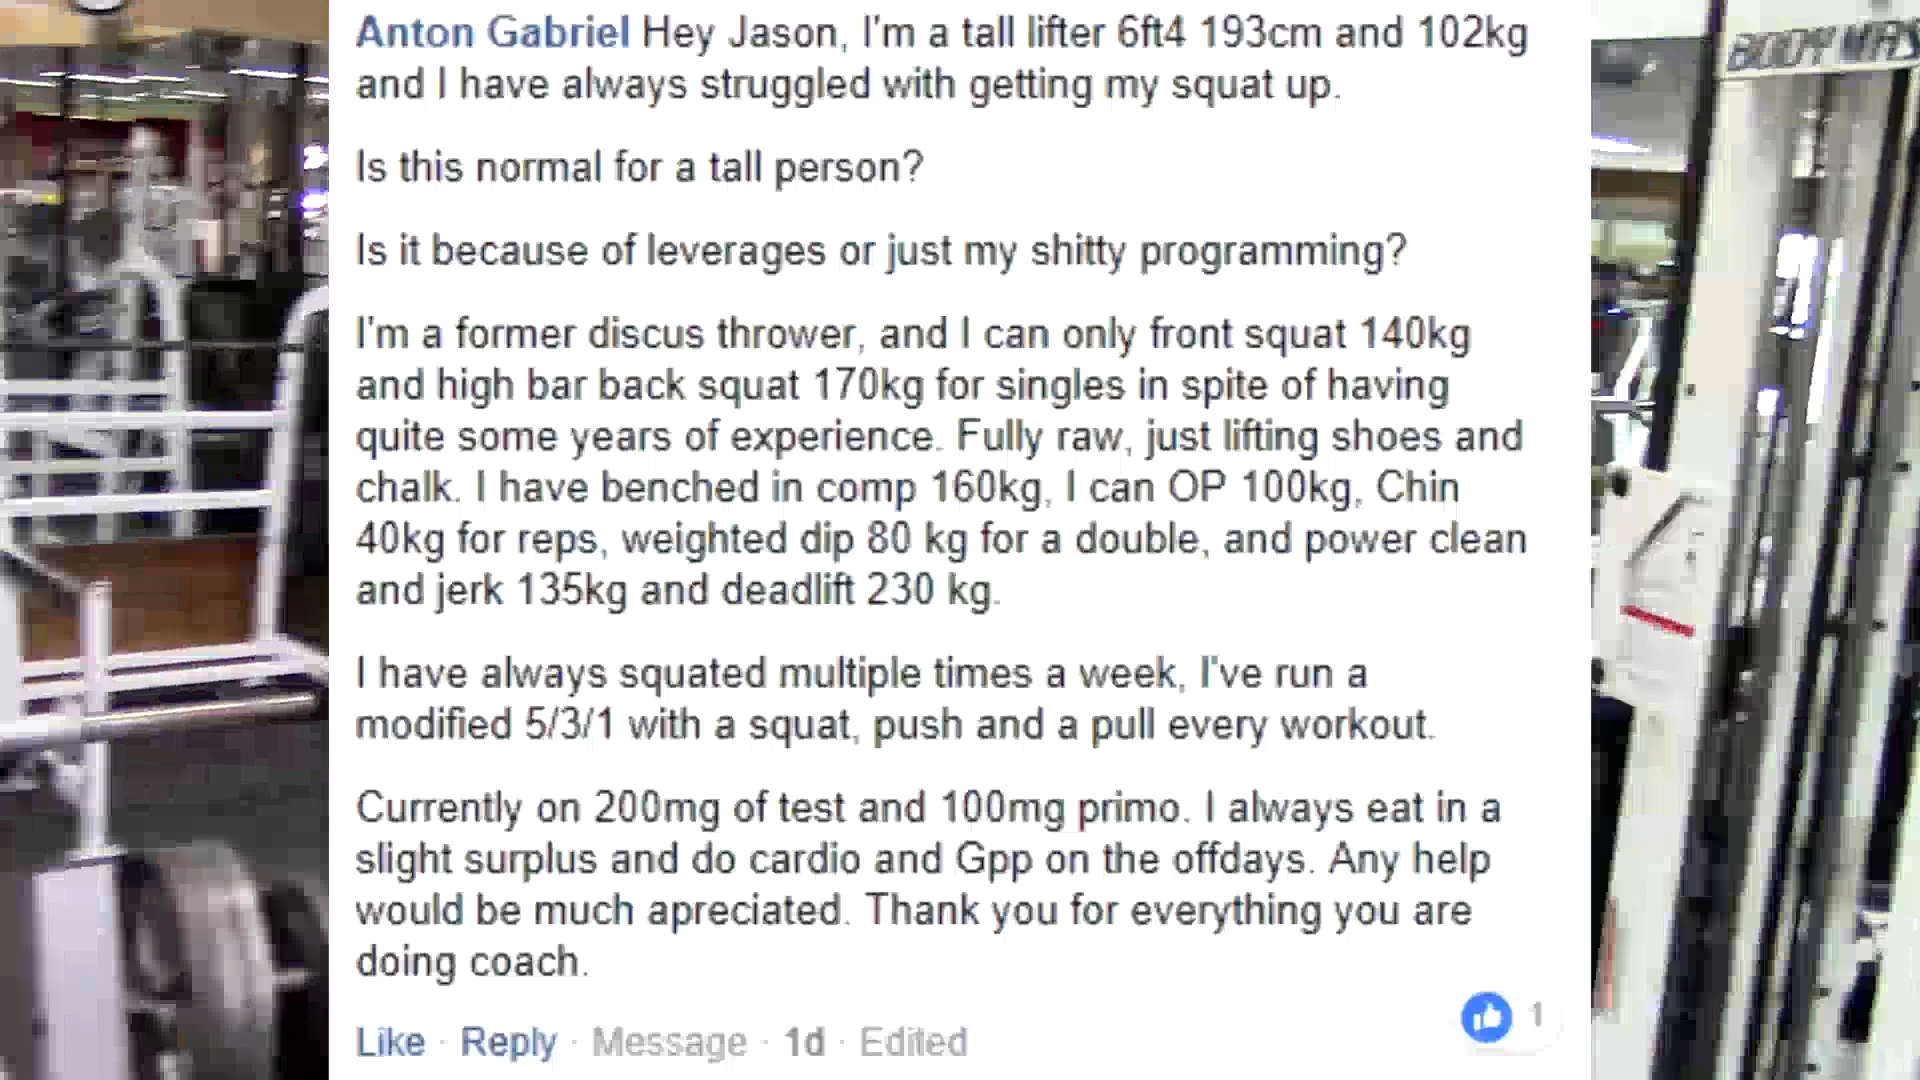 Anton Gabriel Hey Jason, I'm a tall lifter 6ft4 193cm and 102kg
and I have always struggled with getting my squat up.
Is this normal for a tall person?
Is it because of leverages or just my shitty programming?
I'm a former discus thrower, and I can only front squat 140kg
and high bar back squat 170kg for singles in spite of having
quite some years of experience. Fully raw, just lifting shoes and
chalk. I have benched in comp 160kg, I can OP 100kg, Chin
40kg for reps, weighted dip 80 kg for a double, and power clean
and jerk 135kg and deadlift 230 kg.
I have always squated multiple times a week, I've run a
modified 5/3/1 with a squat, push and a pull every workout.
Currently on 200mg of test and 100mg primo. I always eat in a
slight surplus and do cardio and Gpp on the offdays. Any help
would be much apreciated. Thank you for everything you are
doing coach.
Like · Reply · Message · 1d · Edited
1